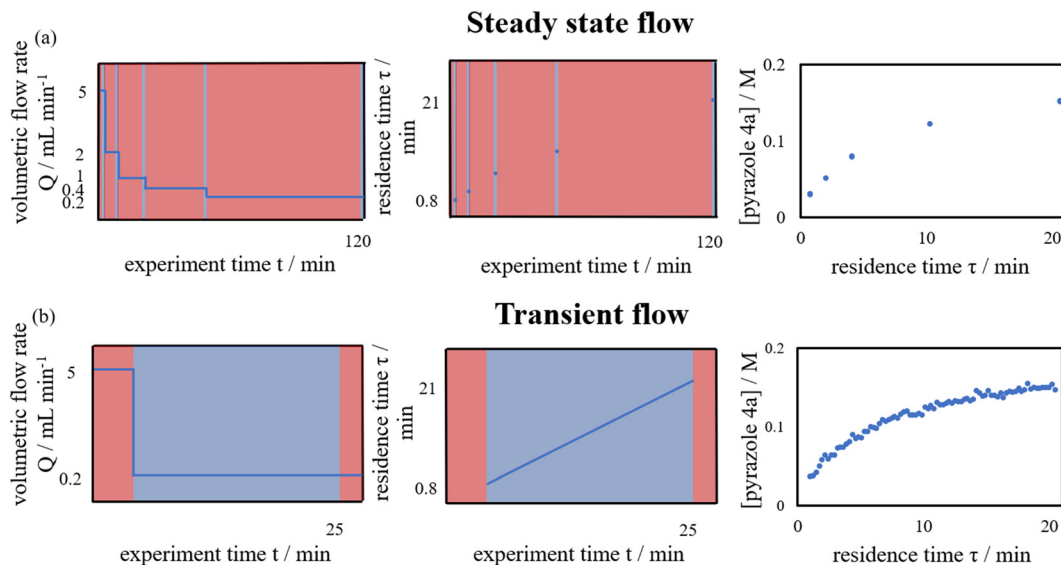 Steady state flow
(a)
volumetric flow rate
Q / mL min⁻¹
5
2
1
0.4
0.2
120
experiment time t / min
residence time τ /
min
21
0.8
120
experiment time t / min
[pyrazole 4a] / M
0.2
0.1
0
0
10
20
residence time τ / min
Transient flow
(b)
volumetric flow rate
Q / mL min⁻¹
5
0.2
25
experiment time t / min
residence time τ /
min
21
0.8
25
experiment time t / min
[pyrazole 4a] / M
0.2
0.1
0
0
10
20
residence time τ / min